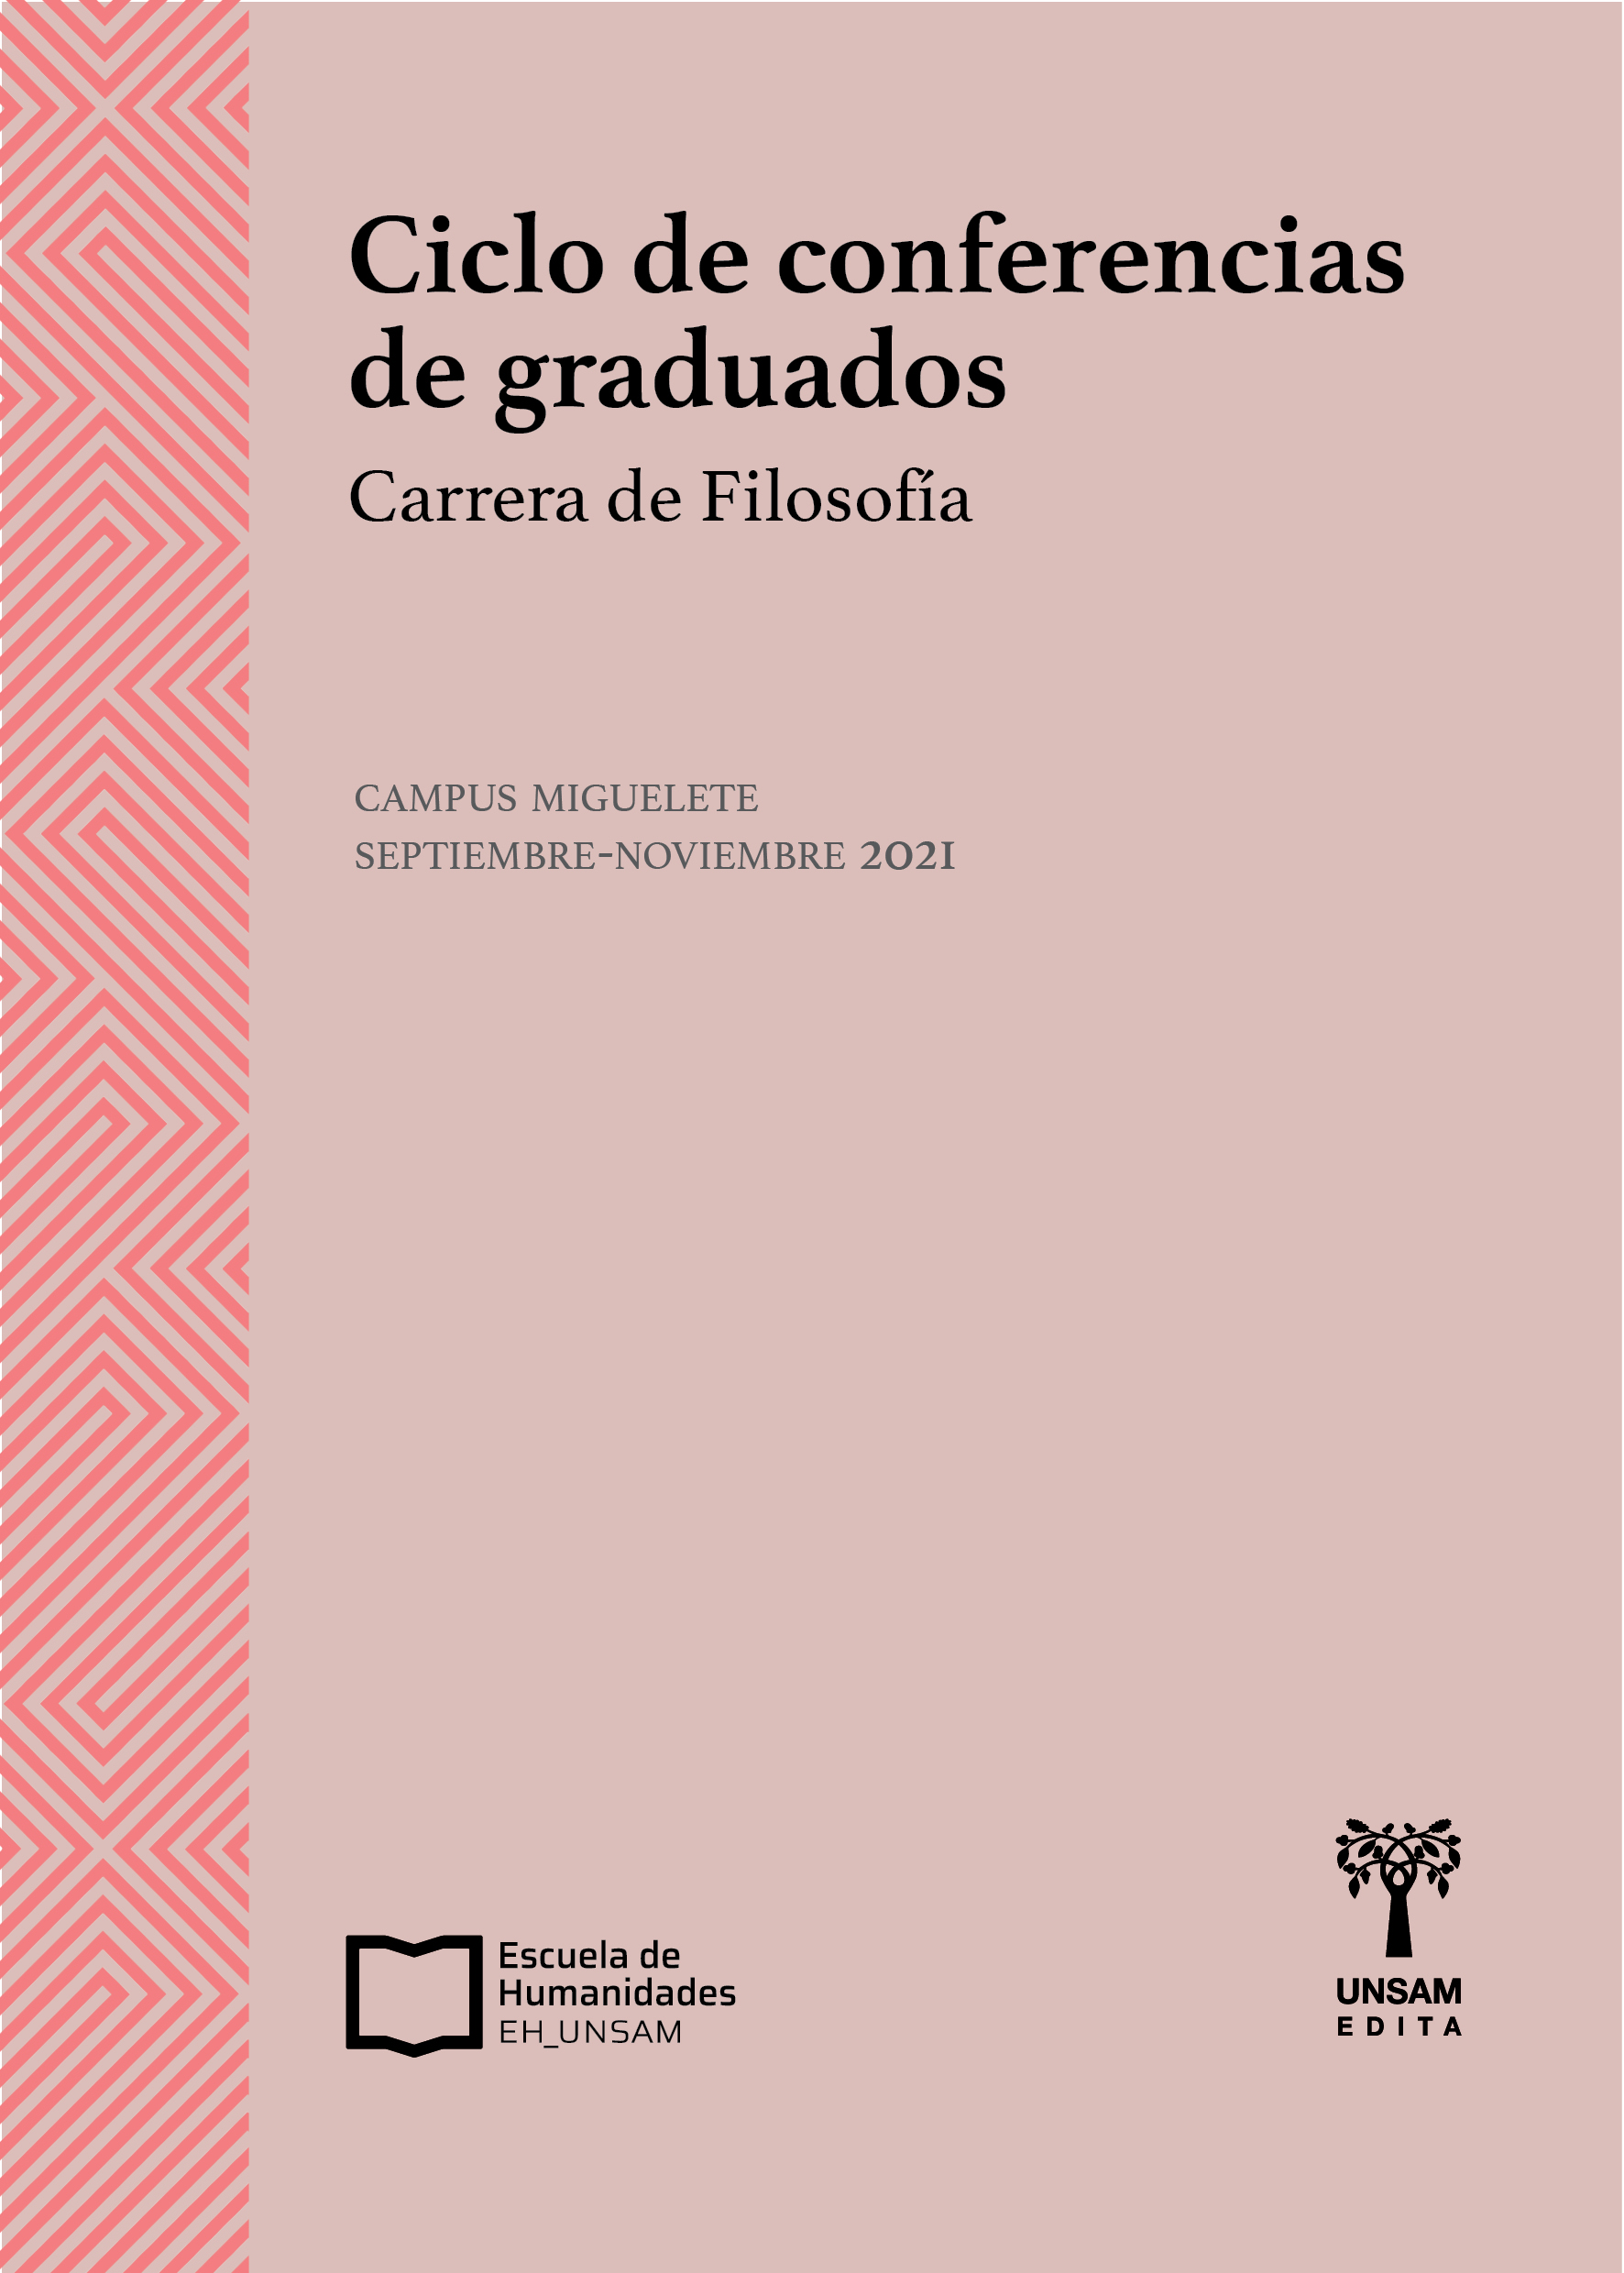 Ciclo de conferencias
de graduados
Carrera de Filosofía
CAMPUS MIGUELETE
SEPTIEMBRE-NOVIEMBRE 2021
Escuela de
Humanidades
EH_UNSAM
UNSAM
EDITA